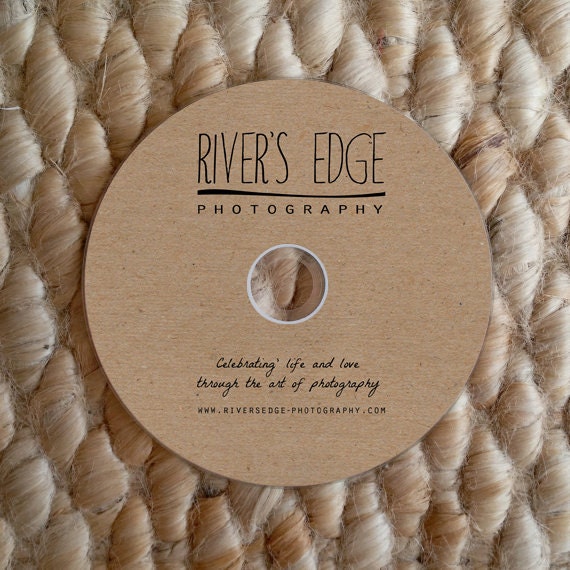 RIVER'S EDGE
PHOTOGRAPHY
Celebrating' life and love
through the art of photography
WWW.RIVERSEDGE-PHOTOGRAPHY.COM